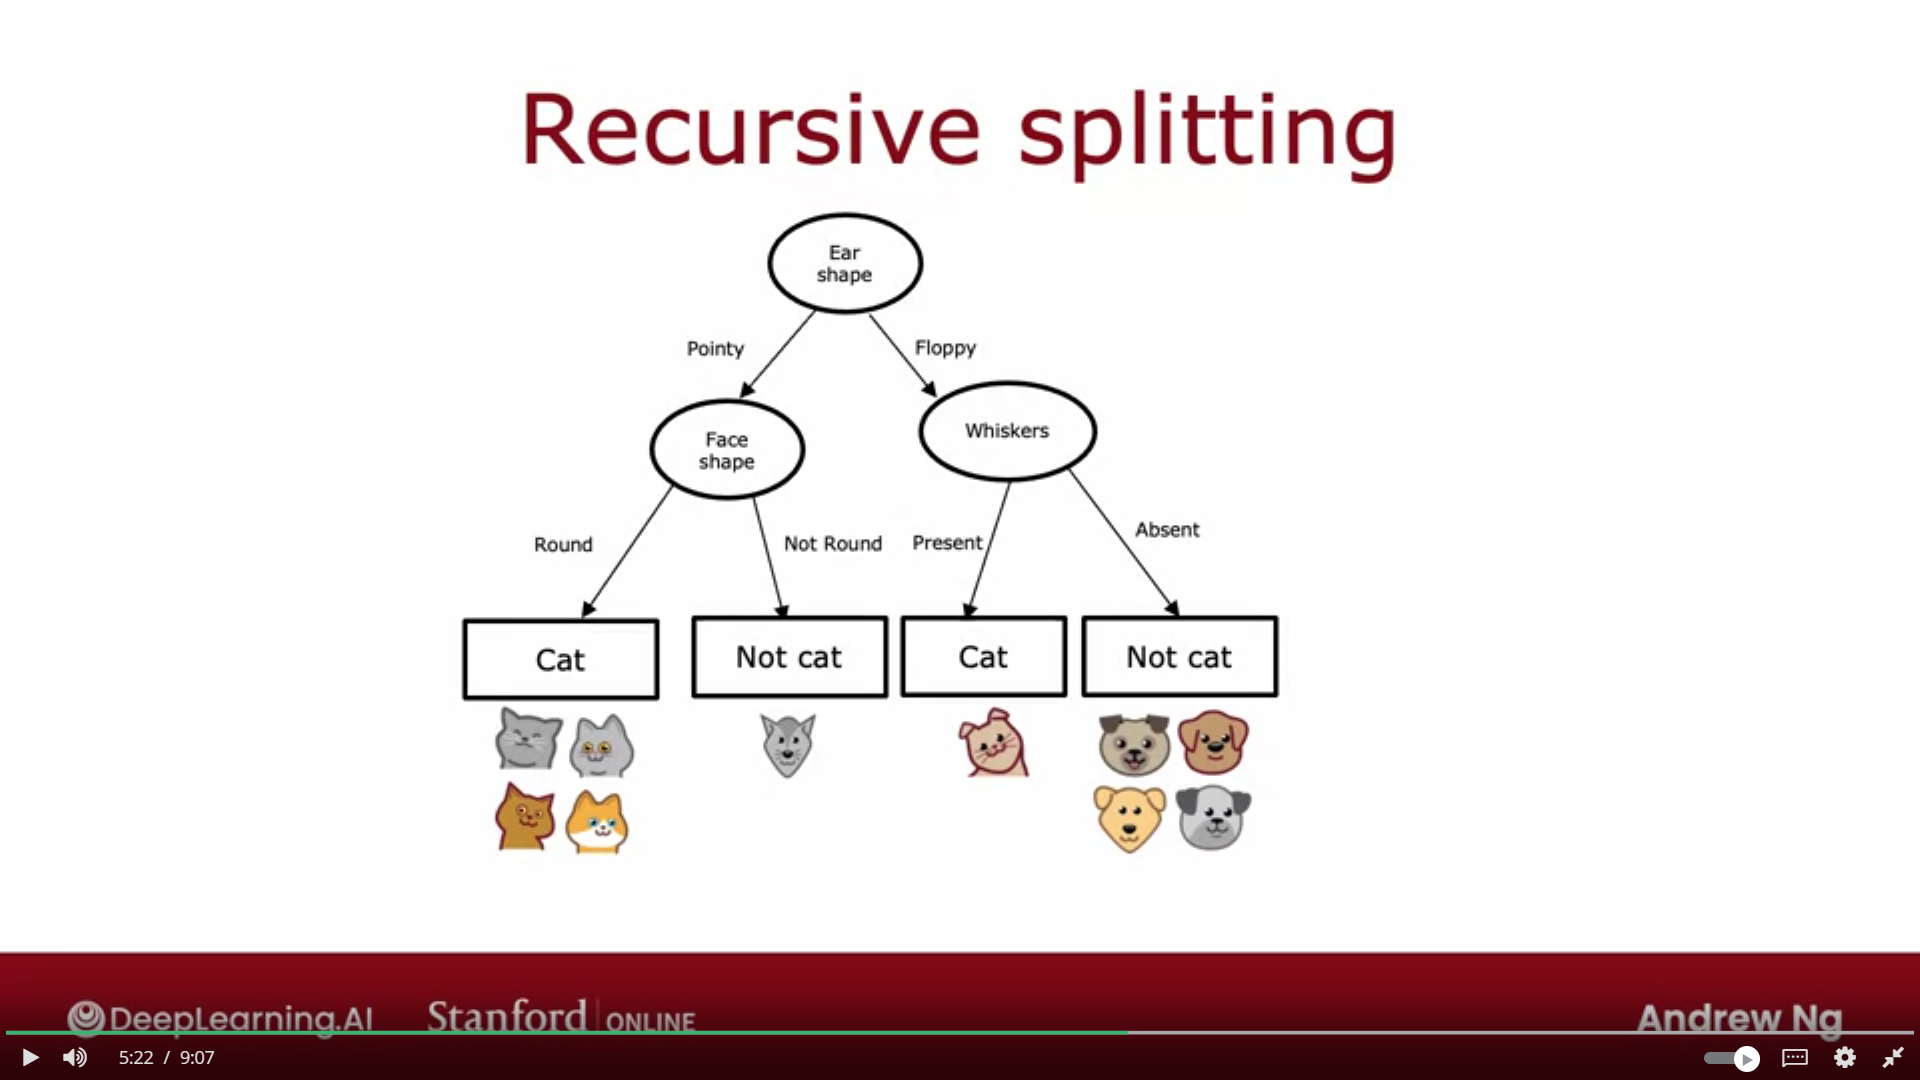 Recursive splitting
Ear
shape
Pointy
Floppy
Face
shape
Whiskers
Round
Not Round
Present
Absent
Cat
Not cat
Cat
Not cat
DeepLearning.AI
Stanford | ONLINE
Andrew Ng
5:22 / 9:07